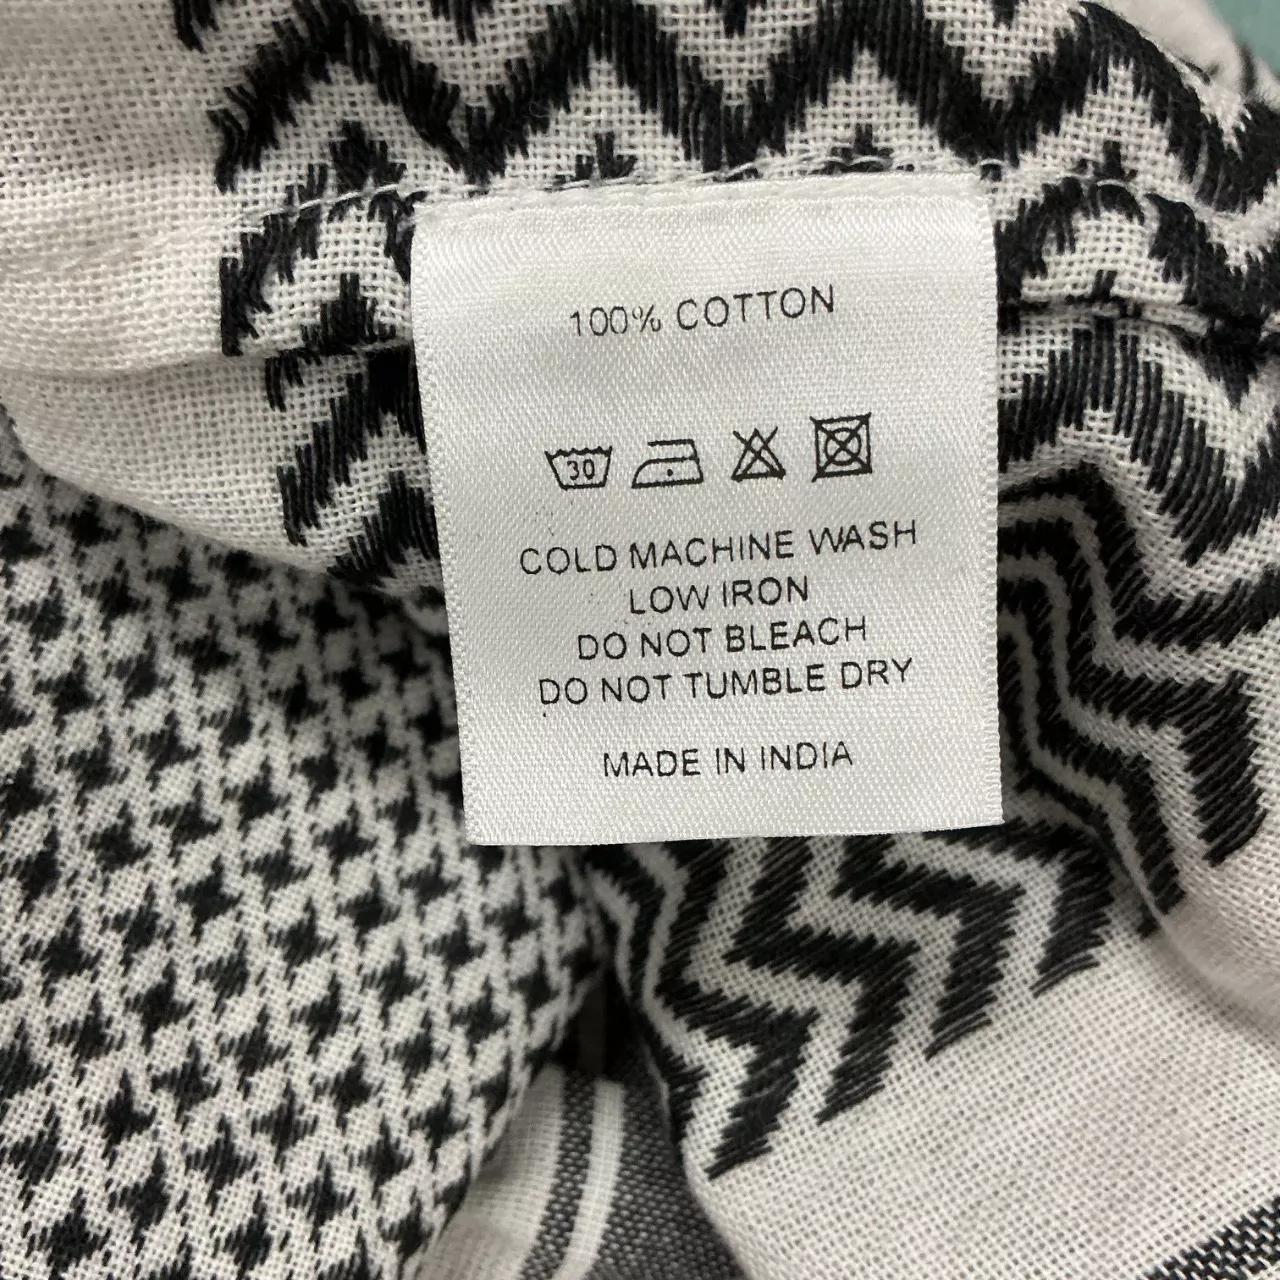 100% COTTON
30
COLD MACHINE WASH
LOW IRON
DO NOT BLEACH
DO NOT TUMBLE DRY
MADE IN INDIA